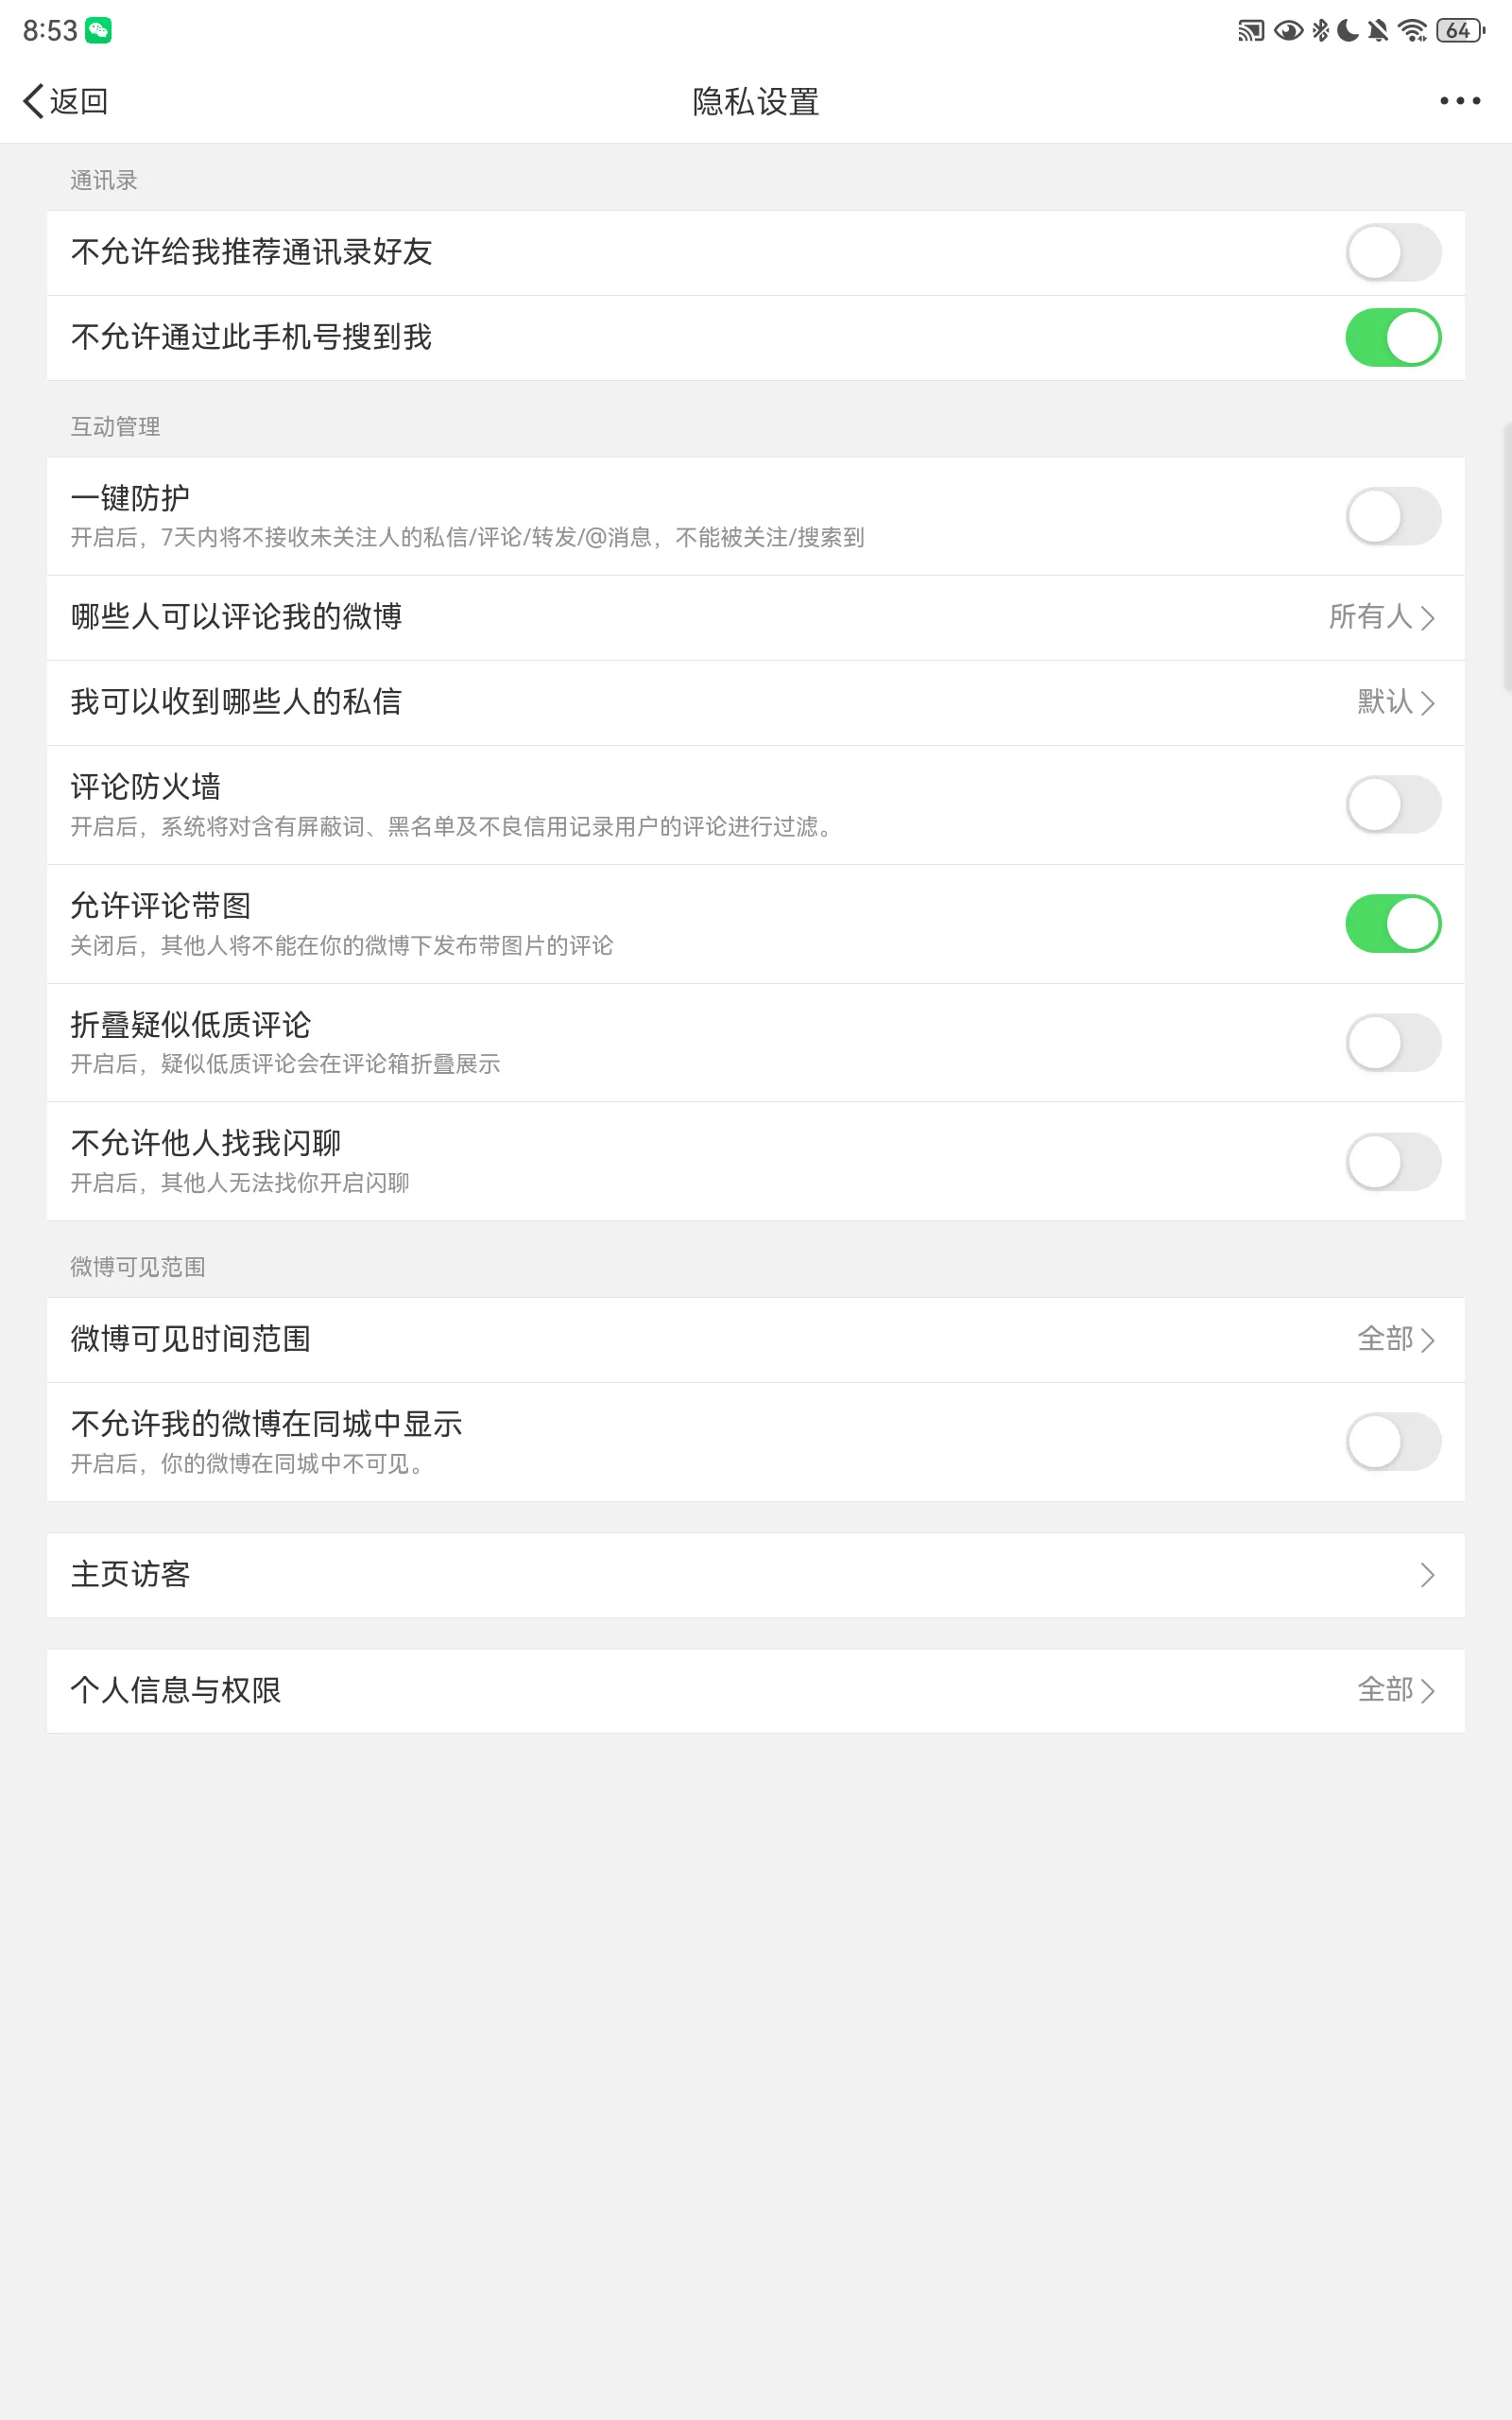 8:53
64
返回
隐私设置
通讯录
不允许给我推荐通讯录好友
不允许通过此手机号搜到我
互动管理
一键防护
开启后，7天内将不接收未关注人的私信/评论/转发/@消息，不能被关注/搜索到
哪些人可以评论我的微博
所有人
我可以收到哪些人的私信
默认
评论防火墙
开启后，系统将对含有屏蔽词、黑名单及不良信用记录用户的评论进行过滤。
允许评论带图
关闭后，其他人将不能在你的微博下发布带图片的评论
折叠疑似低质评论
开启后，疑似低质评论会在评论箱折叠展示
不允许他人找我闪聊
开启后，其他人无法找你开启闪聊
微博可见范围
微博可见时间范围
全部
不允许我的微博在同城中显示
开启后，你的微博在同城中不可见。
主页访客
个人信息与权限
全部